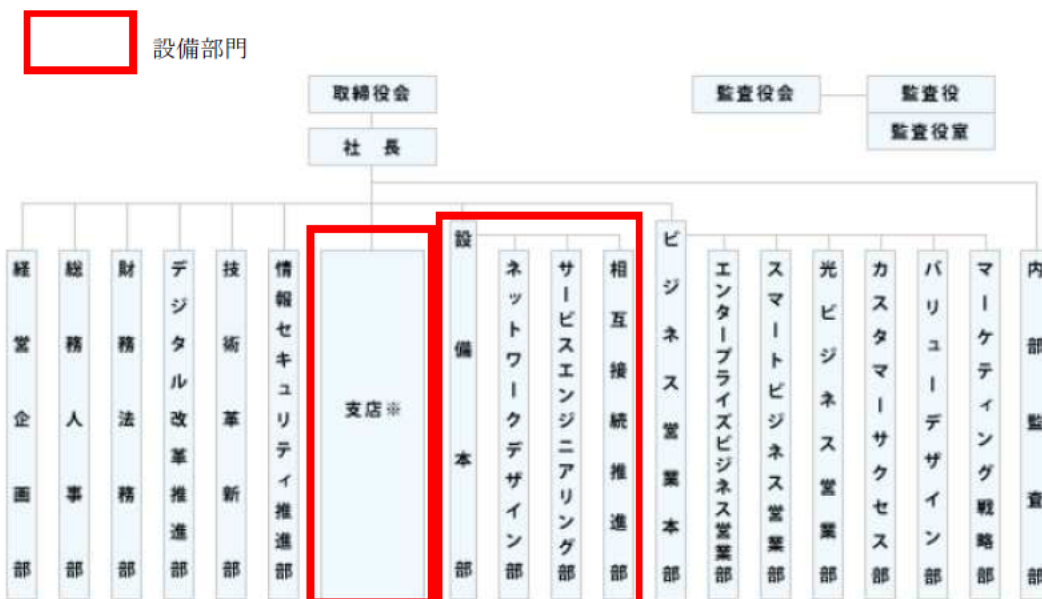 設備部門
取締役会
監査役会
監査役
監査役室
社 長
経営企画部
総務人事部
財務法務部
デジタル改革推進部
技術革新部
情報セキュリティ推進部
支店※
設備本部
ネットワークデザイン部
サービスエンジニアリング部
相互接続推進部
ビジネス営業本部
エンタープライズビジネス営業部
スマートビジネス営業部
光ビジネス営業部
カスタマーサクセス部
バリューデザイン部
マーケティング戦略部
内部監査部